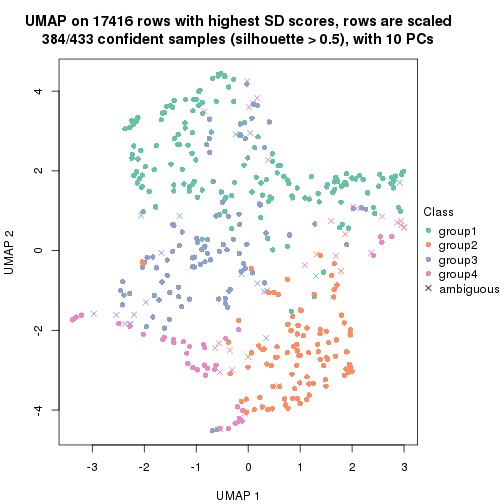 UMAP on 17416 rows with highest SD scores, rows are scaled
384/433 confident samples (silhouette > 0.5), with 10 PCs
4
2
0
-2
-4
UMAP 2
-3 -2 -1 0 1 2 3
UMAP 1
Class
group1
group2
group3
group4
ambiguous